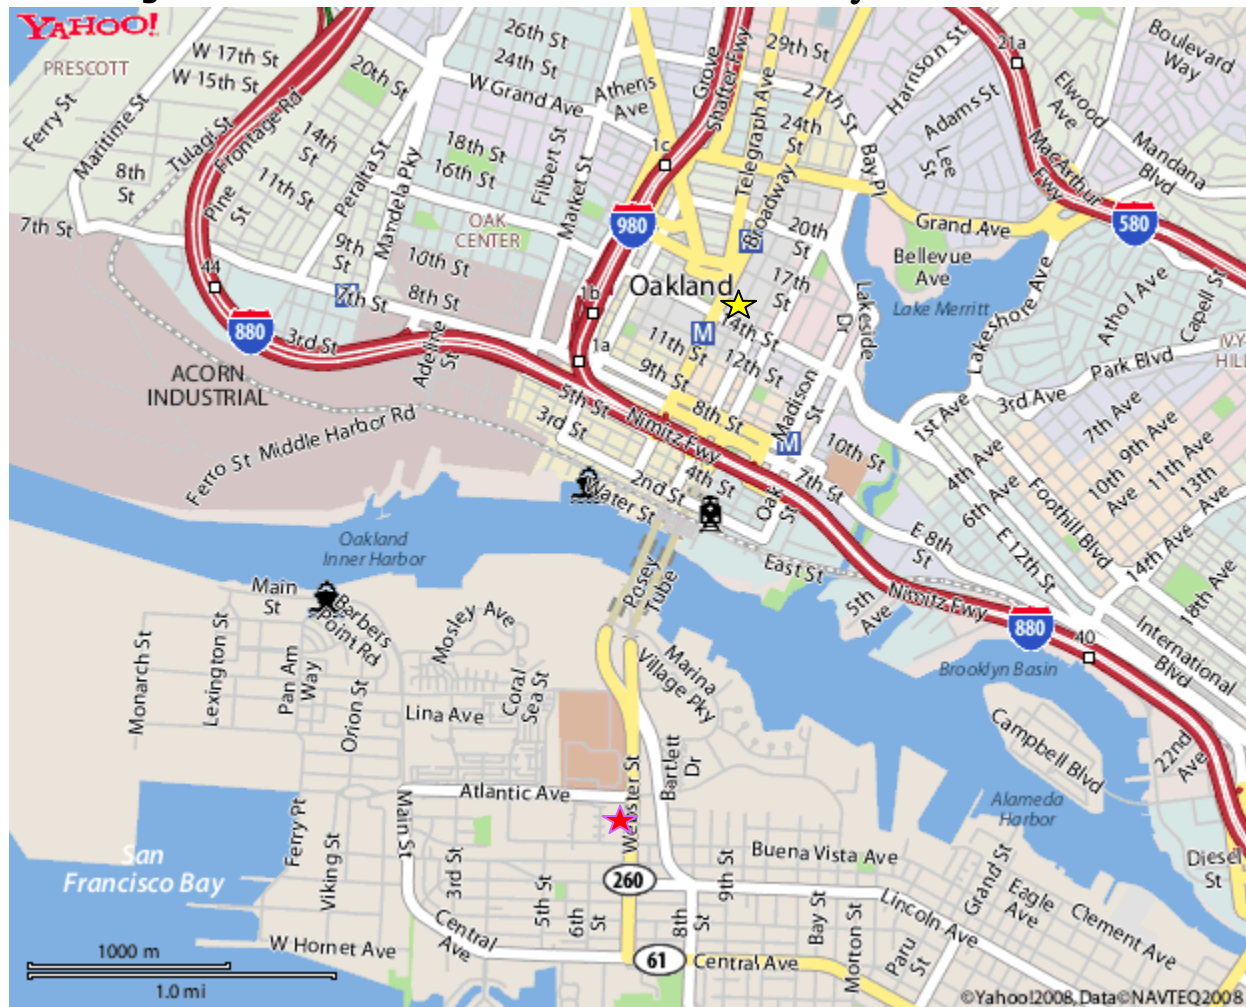 YAHOO!
PRESCOTT
W 17th St
W 15th St
Ferry St
Maritime St
8th
St
7th St
Tulagi St
Frontage Rd
Pine
St
20th St
14th
St
11th St
Peralta St
Mandela Pky
9th
St
7th St
26th St
24th St
W Grand Ave
Athens
Ave
18th St
16th St
Filbert St
Market St
OAK
CENTER
10th St
8th St
Grove
Shafter Fwy
1c
980
Telegraph Ave
Broadway
29th St
27th St
24th
St
Harrison St
Bay Pl
Adams St
Lee
St
21a
Elwood
Ave
Boulevard
Way
Mandana
Blvd
MacArthur
Fwy
580
Grand Ave
Bellevue
Ave
Lake Merritt
20th
St
17th
St
Oakland
14th St
M
11th St
12th St
9th St
8th St
Lakeside
Dr
Lakeshore Ave
Athol Ave
Capell St
IVY
HILL
Park Blvd
3rd Ave
1st Ave
7th Ave
4th Ave
6th Ave
9th Ave
10th
Ave
11th Ave
13th
Ave
Foothill Blvd
14th Ave
18th Ave
E 12th St
E 8th
St
International
Blvd
44
880
3rd St
Adeline
St
1b
1a
ACORN
INDUSTRIAL
Ferro St
Middle Harbor Rd
5th St
3rd St
Nimitz Fwy
Madison
St
M
10th St
7th St
Oak
St
4th St
2nd St
Water St
East St
5th
Ave
Nimitz Fwy
880
40
Oakland
Inner Harbor
Posey
Tube
Brooklyn Basin
Main
St
Barbers
Point Rd
Mosley Ave
Monarch St
Lexington St
Pan Am
Way
Orion St
Coral
Sea St
Lina Ave
Marina
Village Pky
Campbell Blvd
22nd
Ave
Bartlett
Dr
Atlantic Ave
Webster St
Alameda
Harbor
San
Francisco Bay
Ferry Pt
Viking St
Main St
3rd St
5th St
6th
St
260
8th
St
9th St
Buena Vista Ave
Grand St
Eagle
Ave
Clement Ave
Diesel
St
Lincoln Ave
Bay St
Morton St
Paru
St
W Hornet Ave
Central
Ave
61
Central Ave
1000 m
1.0 mi
©Yahoo!2008,Data©NAVTEQ2008